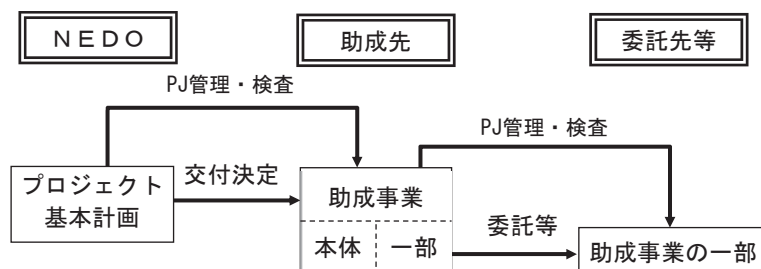 ＮＥＤＯ
助成先
委託先等
PJ管理・検査
PJ管理・検査
プロジェクト
基本計画
交付決定
助成事業
本体
一部
委託等
助成事業の一部